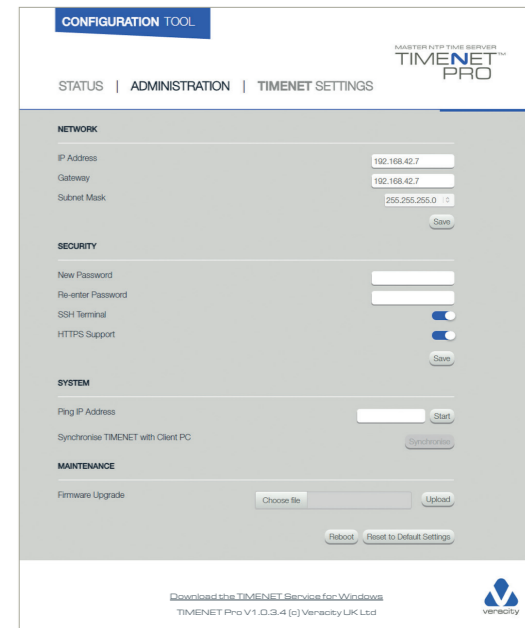 CONFIGURATION TOOL
MASTER NTP TIME SERVER
TIMENET™
PRO
STATUS | ADMINISTRATION | TIMENET SETTINGS
NETWORK
IP Address 192.168.42.7
Gateway 192.168.42.7
Subnet Mask 255.255.255.0
Save
SECURITY
New Password
Re-enter Password
SSH Terminal
HTTPS Support
Save
SYSTEM
Ping IP Address Start
Synchronise TIMENET with Client PC Synchronise
MAINTENANCE
Firmware Upgrade Choose file Upload
Reboot Reset to Default Settings
Download the TIMENET Service for Windows
TIMENET Pro V1.0.3.4 (c) Veracity UK Ltd
veracity